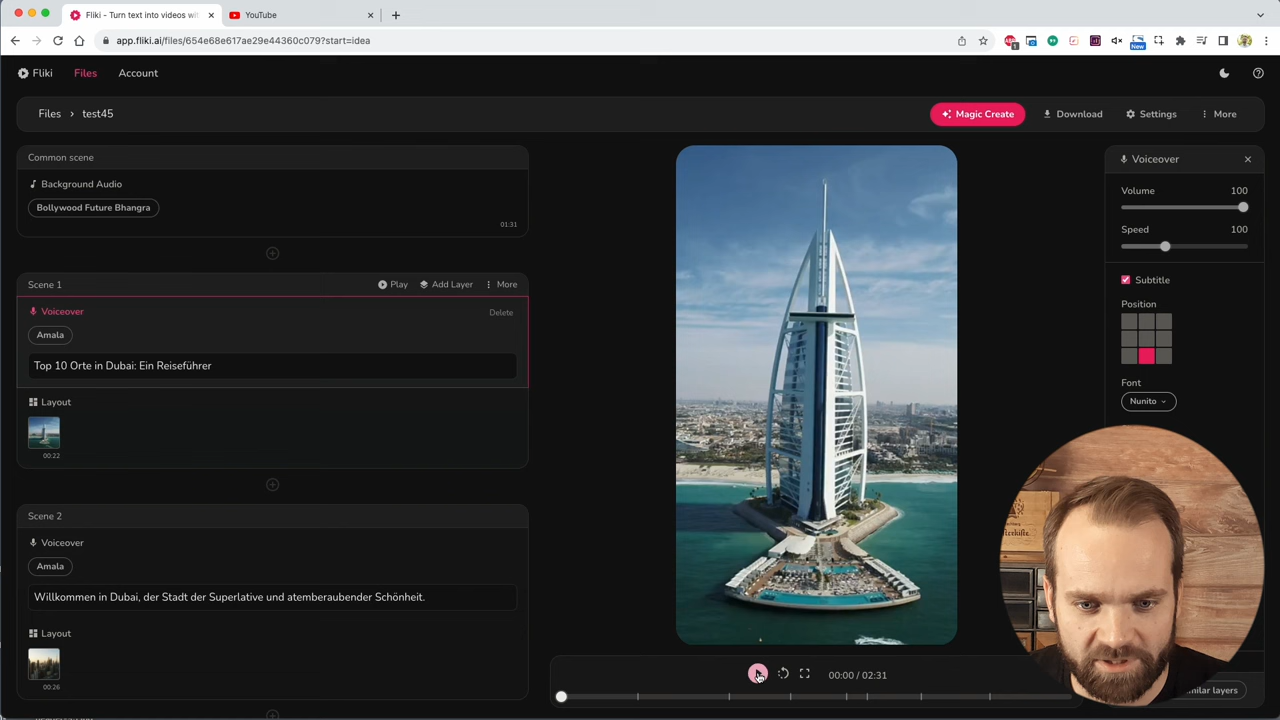 Fliki - Turn text into videos wit
YouTube
app.fliki.ai/files/654e68e617ae29e44360c079?start=idea
New
Fliki
Files
Account
Files › test45
Magic Create
Download
Settings
More
Common scene
Background Audio
Bollywood Future Bhangra
01:31
Scene 1
Play
Add Layer
More
Voiceover
Delete
Amala
Top 10 Orte in Dubai: Ein Reiseführer
Layout
00:22
Scene 2
Voiceover
Amala
Willkommen in Dubai, der Stadt der Superlative und atemberaubender Schönheit.
Layout
00:26
00:00 / 02:31
Voiceover
Volume 100
Speed 100
Subtitle
Position
Font
Nunito
layers